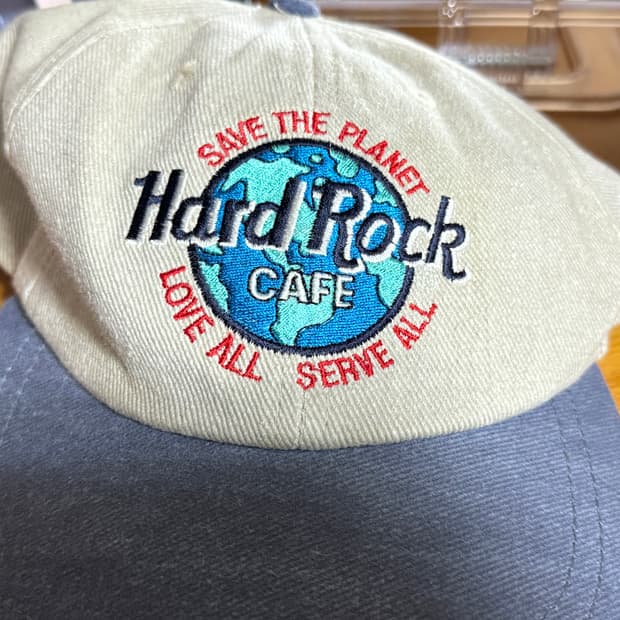 SAVE THE PLANET
Hard Rock
CAFE
LOVE ALL
SERVE ALL